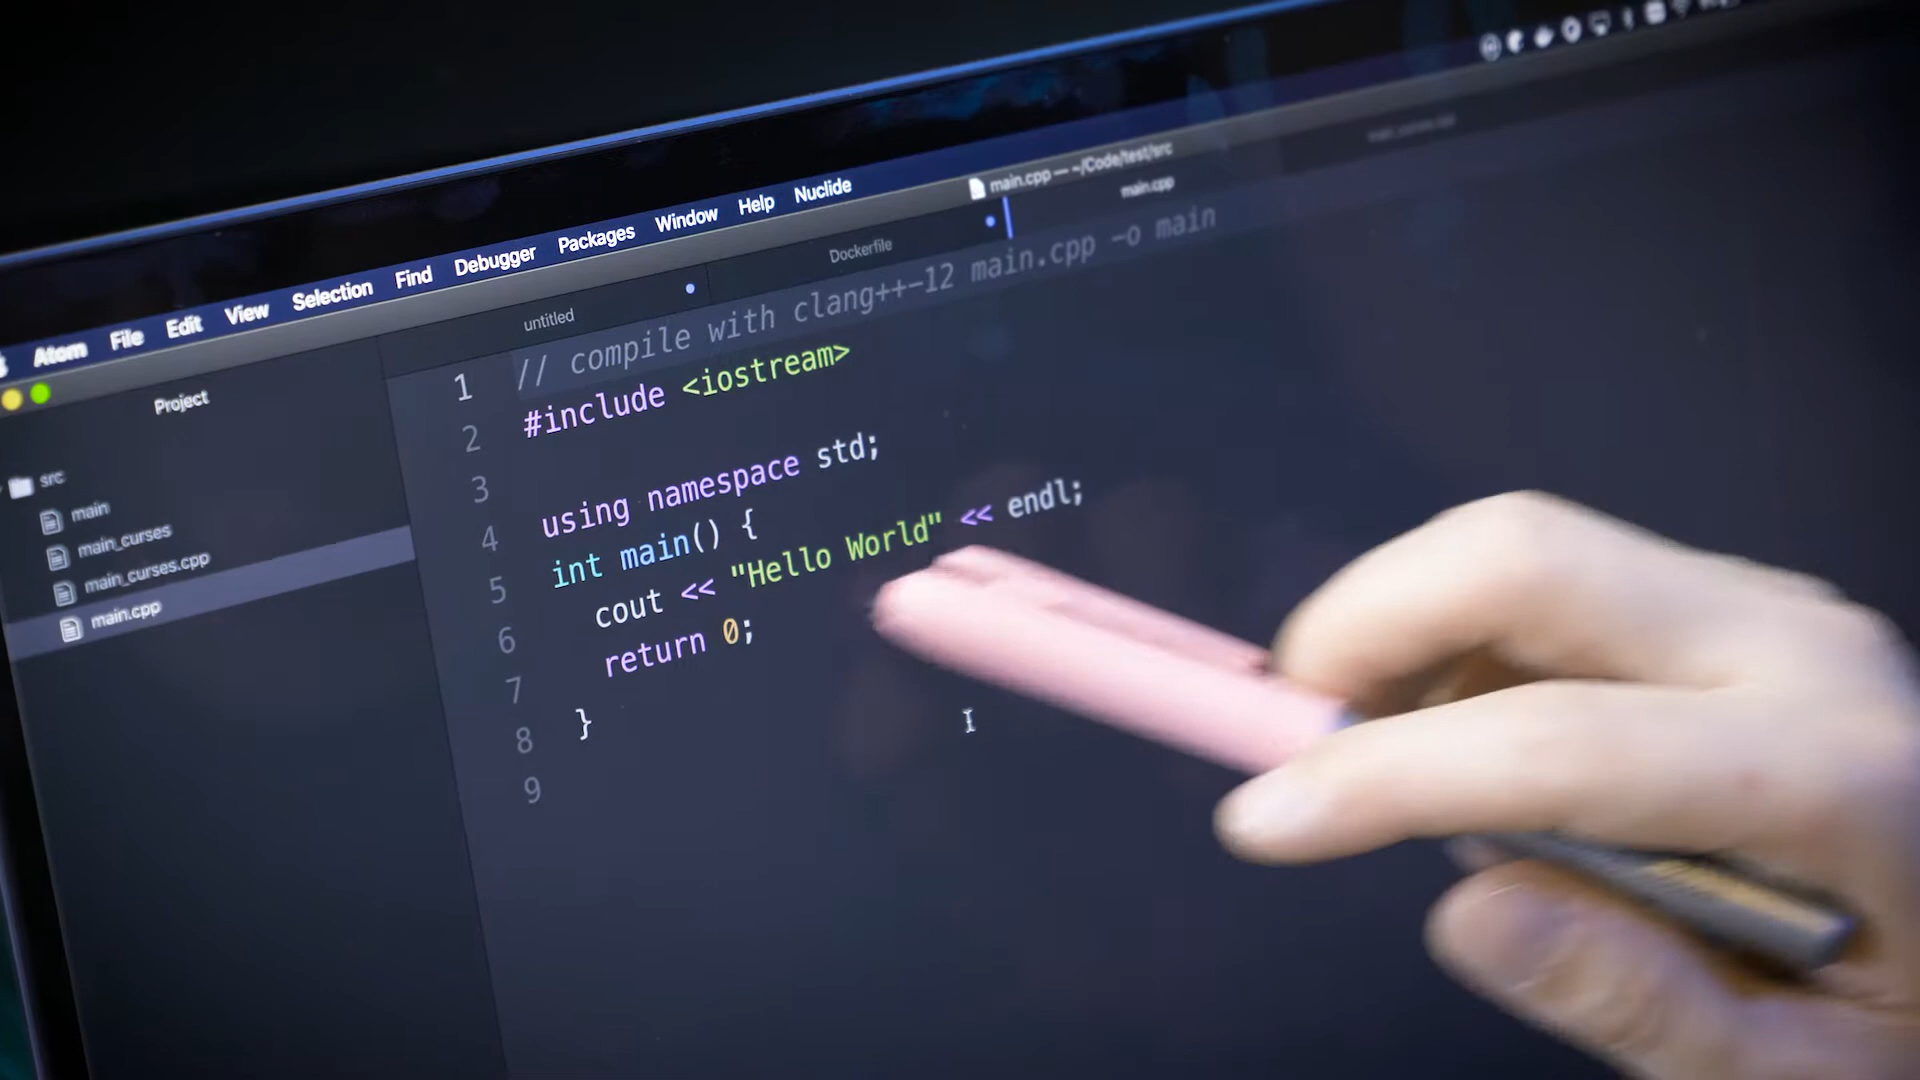 Atom File Edit View Selection Find Debugger Packages Window Help Nuclide
main.cpp — ~/Code/test/src
Project
untitled
Dockerfile
main.cpp
src
main
main_curses
main_curses.cpp
main.cpp
1 // compile with clang++-12 main.cpp -o main
2 #include <iostream>
3
4 using namespace std;
5 int main() {
6 cout << "Hello World" << endl;
7 return 0;
8 }
9